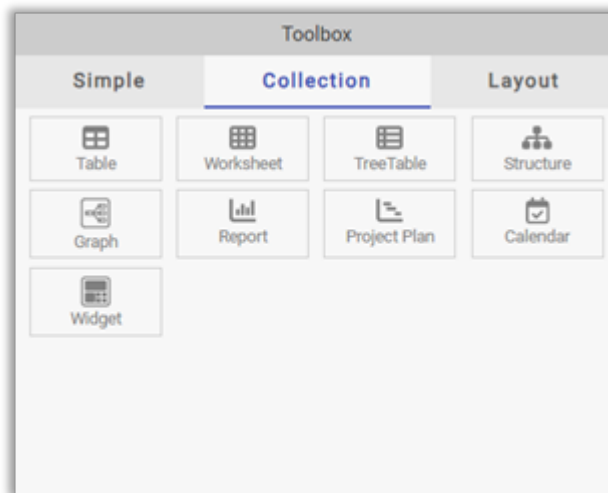 Toolbox
Simple Collection Layout
Table Worksheet TreeTable Structure
Graph Report Project Plan Calendar
Widget